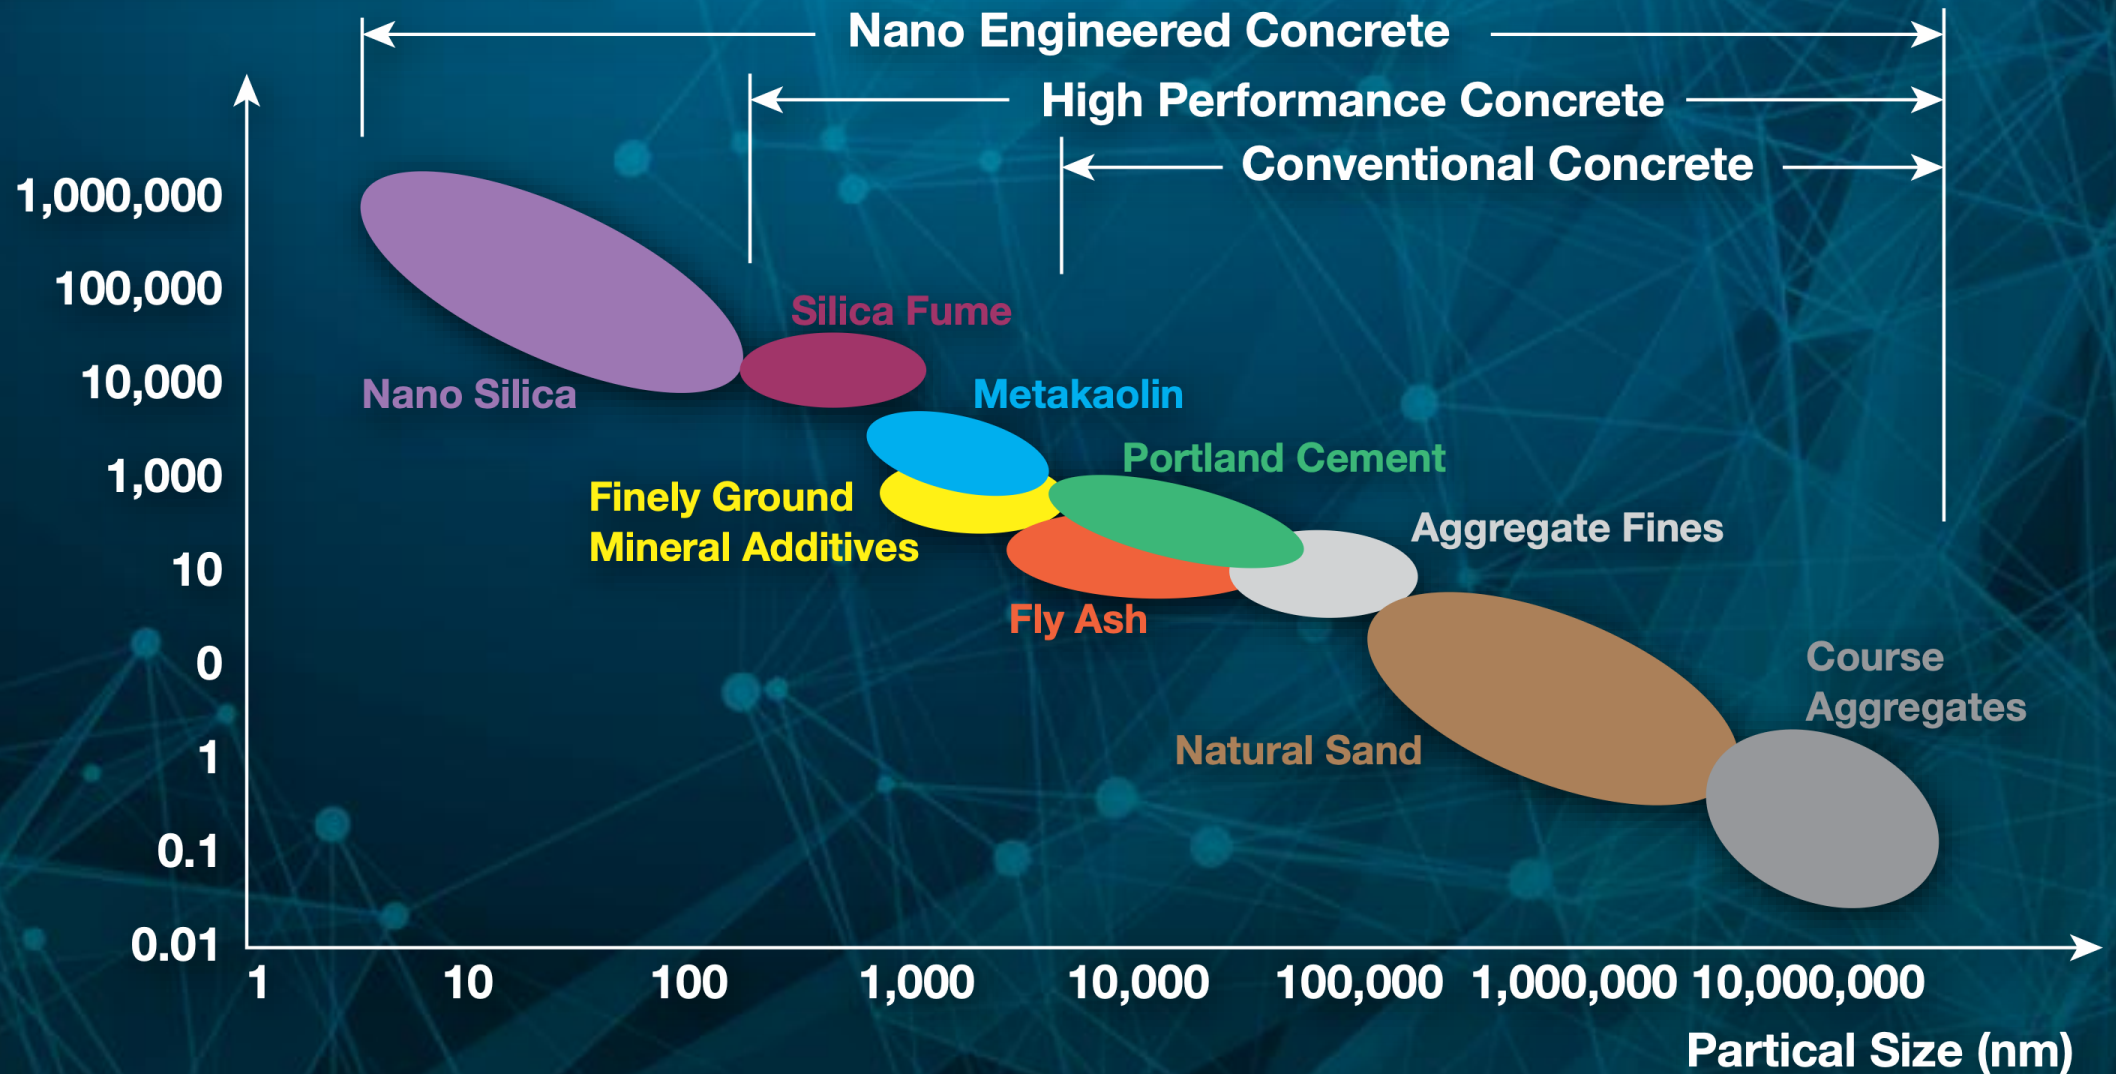 Nano Engineered Concrete
High Performance Concrete
Conventional Concrete
1,000,000
100,000
10,000
1,000
10
0
1
0.1
0.01
Nano Silica
Silica Fume
Metakaolin
Finely Ground
Mineral Additives
Portland Cement
Fly Ash
Aggregate Fines
Natural Sand
Course
Aggregates
1 10 100 1,000 10,000 100,000 1,000,000 10,000,000
Partical Size (nm)